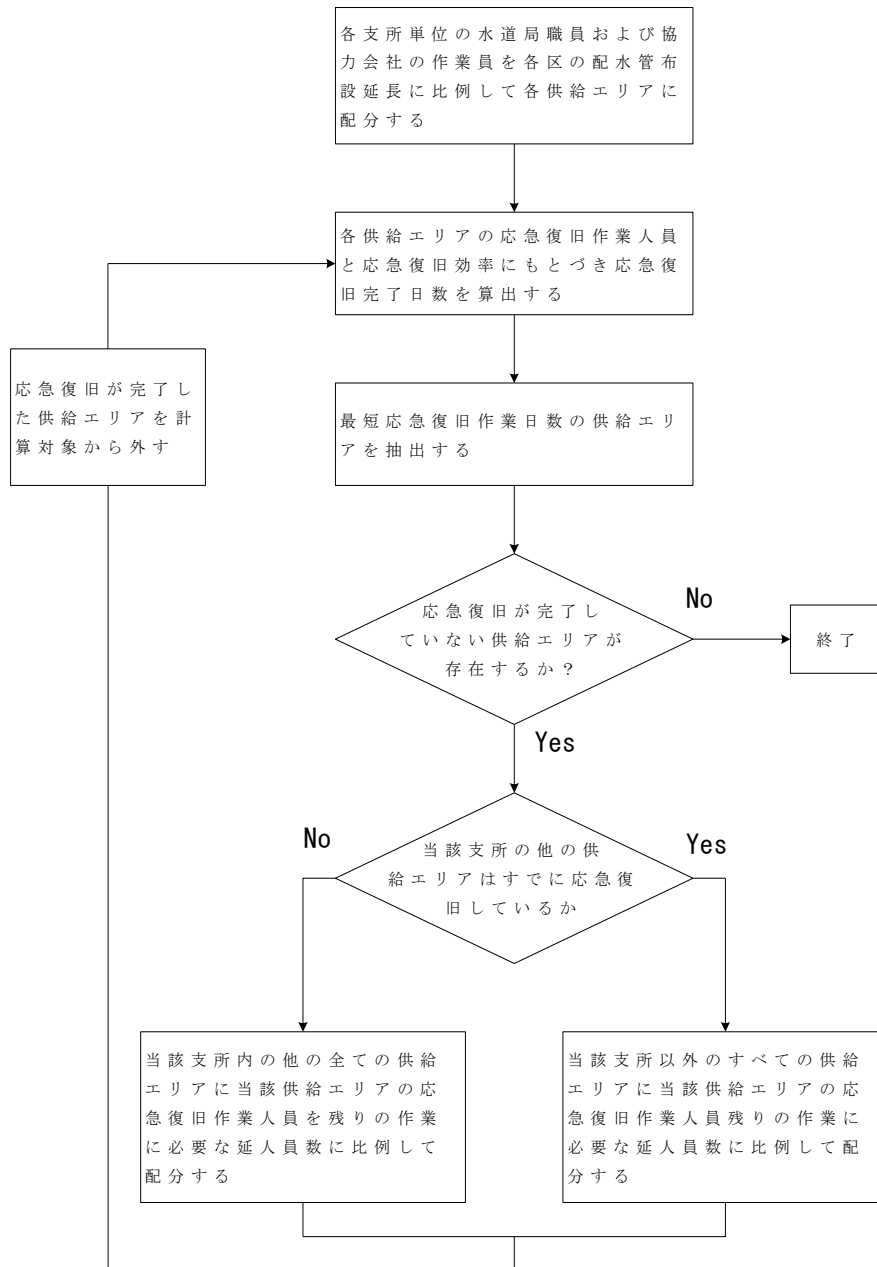 各支所単位の水道局職員および協
力会社の作業員を各区の配水管布
設延長に比例して各供給エリアに
配分する
各供給エリアの応急復旧作業人員
と応急復旧効率にもとづき応急復
旧完了日数を算出する
応急復旧が完了し
た供給エリアを計
算対象から外す
最短応急復旧作業日数の供給エリ
アを抽出する
応急復旧が完了し
ていない供給エリアが
存在するか？
No
終了
Yes
当該支所の他の供
給エリアはすでに応急復
旧しているか
No
Yes
当該支所内の他の全ての供給
エリアに当該供給エリアの応
急復旧作業人員を残りの作業
に必要な延人員数に比例して
配分する
当該支所以外のすべての供給
エリアに当該供給エリアの応
急復旧作業人員残りの作業に
必要な延人員数に比例して配
分する